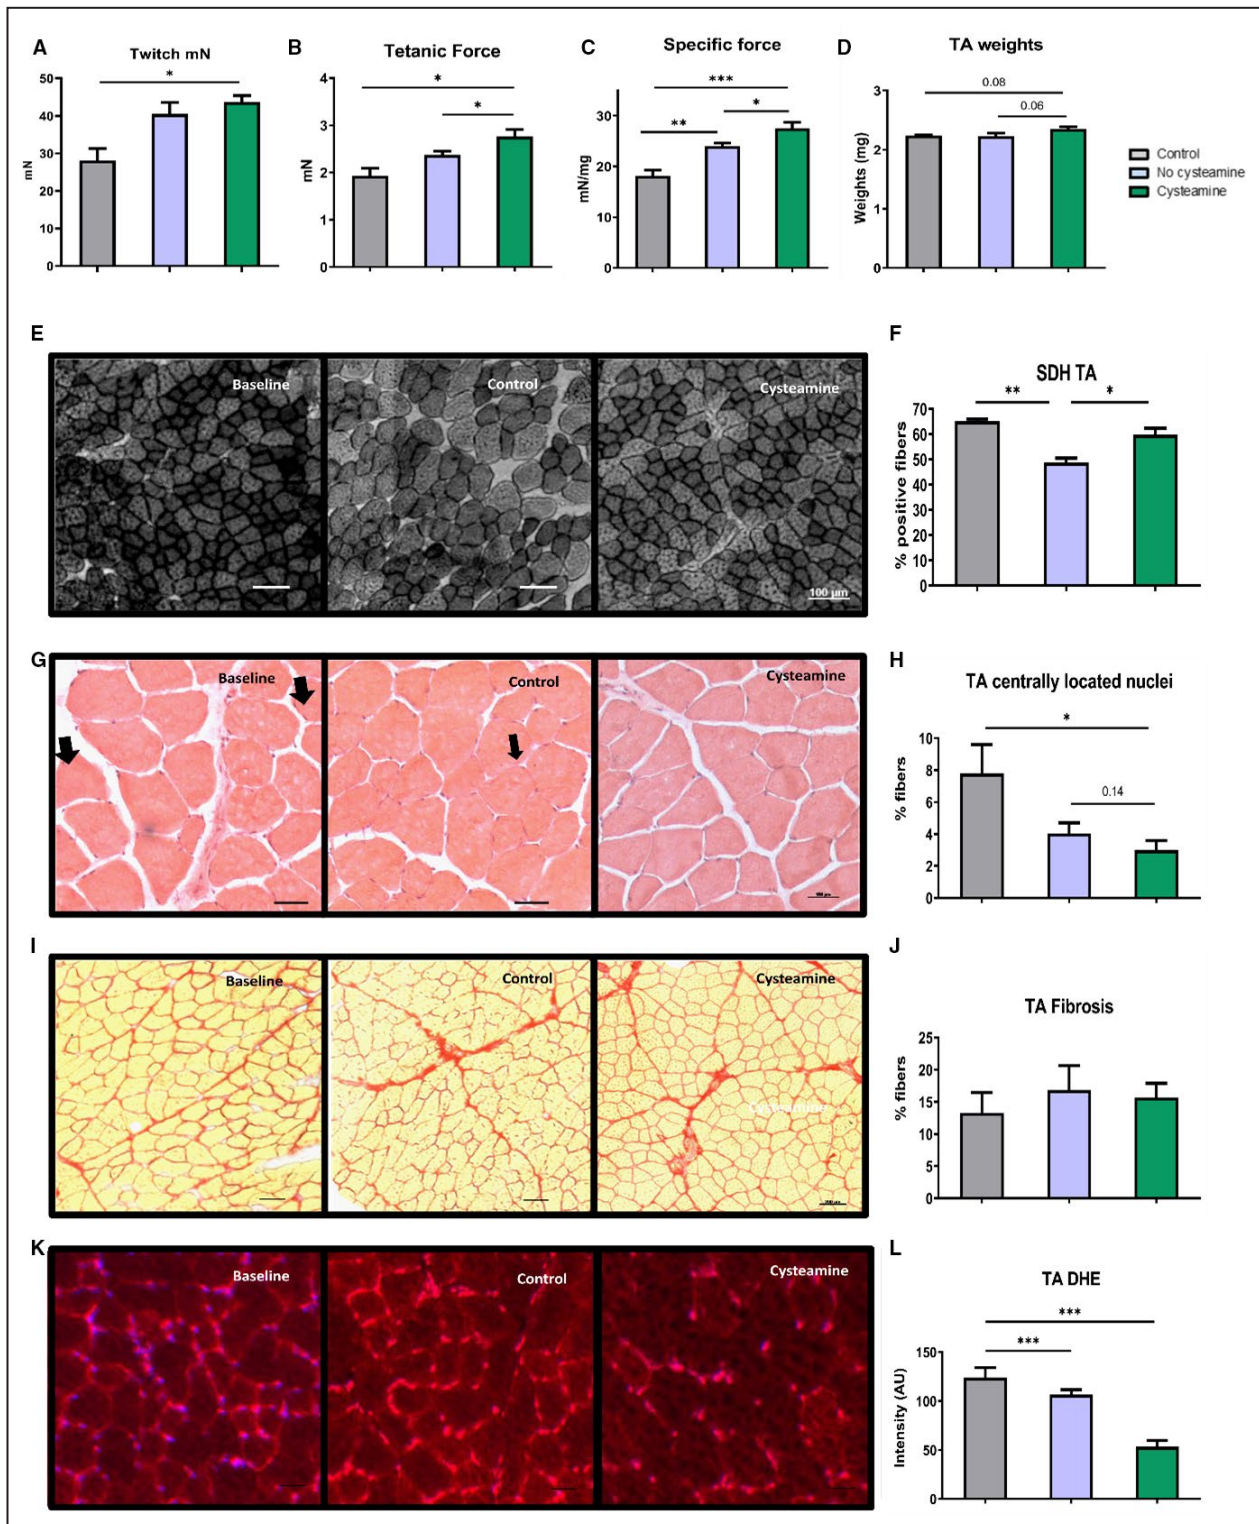 A
Twitch mN
*
50
40
30
20
10
0
mN
B
Tetanic Force
*
*
4
3
2
1
0
mN
C
Specific force
***
**
*
30
20
10
0
mN/mg
D
TA weights
0.08
0.06
3
2
1
0
Weights (mg)
Control
No cysteamine
Cysteamine
E
Baseline
Control
Cysteamine
100 µm
F
SDH TA
**
*
70
60
50
40
30
20
10
0
% positive fibers
G
Baseline
Control
Cysteamine
H
TA centrally located nuclei
*
0.14
10
8
6
4
2
0
% fibers
I
Baseline
Control
Cysteamine
Cysteamine
J
TA Fibrosis
25
20
15
10
5
0
% fibers
K
Baseline
Control
Cysteamine
L
TA DHE
***
***
150
100
50
0
Intensity (AU)